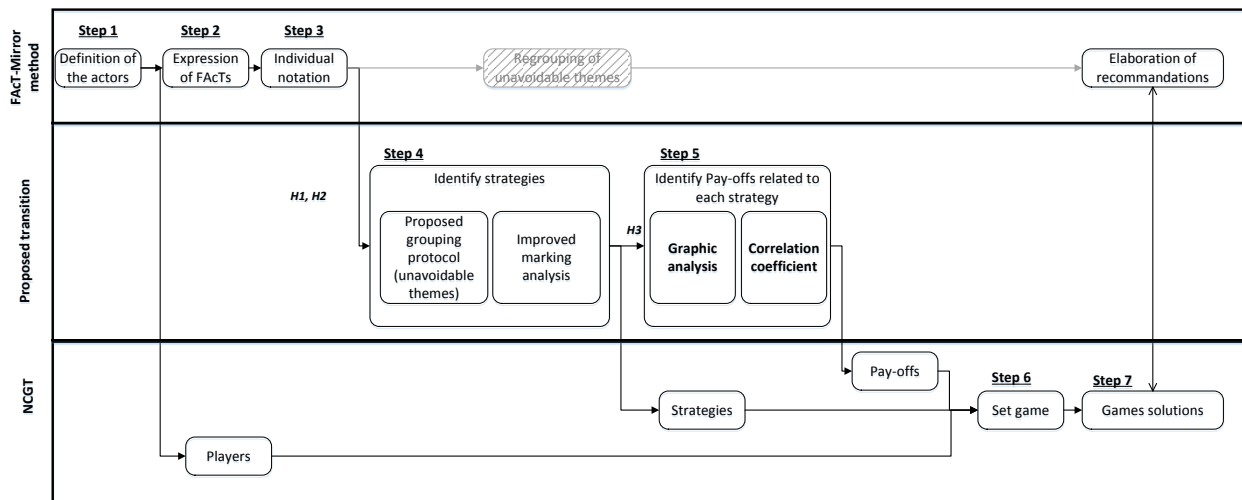 FAcT-Mirror
method
Step 1
Definition of
the actors
Step 2
Expression
of FAcTs
Step 3
Individual
notation
Regrouping of
unavoidable themes
Elaboration of
recommandations
Proposed transition
H1, H2
Step 4
Identify strategies
Proposed
grouping
protocol
(unavoidable
themes)
Improved
marking
analysis
H3
Step 5
Identify Pay-offs related to
each strategy
Graphic
analysis
Correlation
coefficient
NCGT
Pay-offs
Strategies
Players
Step 6
Set game
Step 7
Games solutions